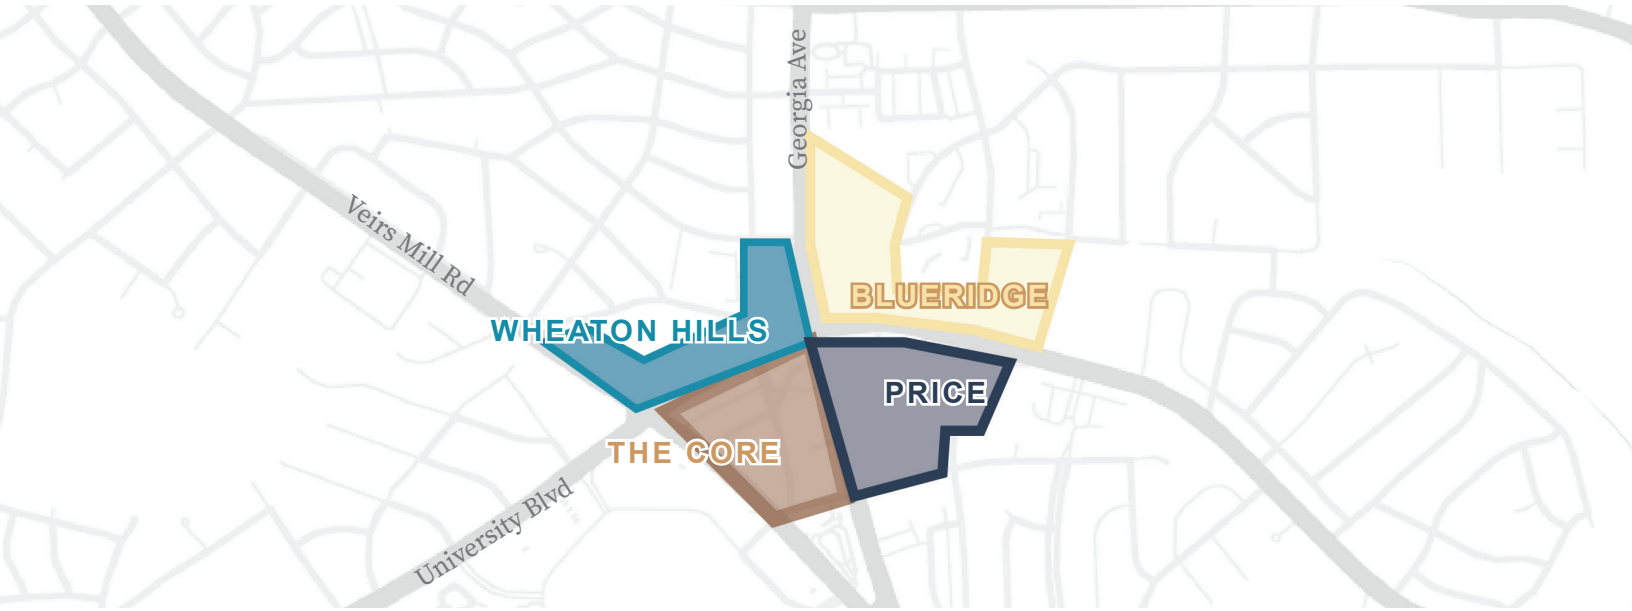 Georgia Ave
Veirs Mill Rd
BLUERIDGE
WHEATON HILLS
PRICE
THE CORE
University Blvd